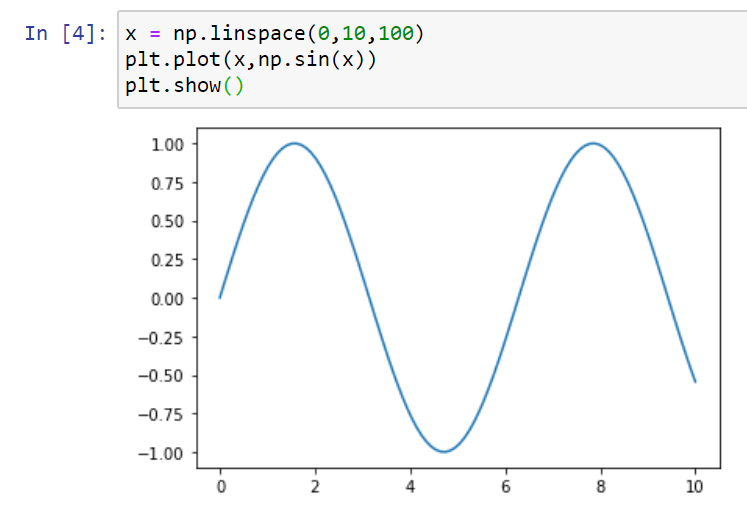 In [4]: x = np.linspace(0,10,100)
plt.plot(x,np.sin(x))
plt.show()
1.00
0.75
0.50
0.25
0.00
−0.25
−0.50
−0.75
−1.00
0 2 4 6 8 10